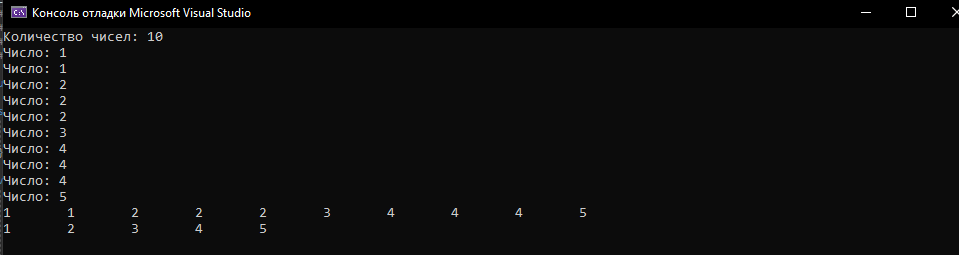 Консоль отладки Microsoft Visual Studio
Количество чисел: 10
Число: 1
Число: 1
Число: 2
Число: 2
Число: 2
Число: 3
Число: 4
Число: 4
Число: 4
Число: 5
1 1 2 2 2 3 4 4 4 5
1 2 3 4 5